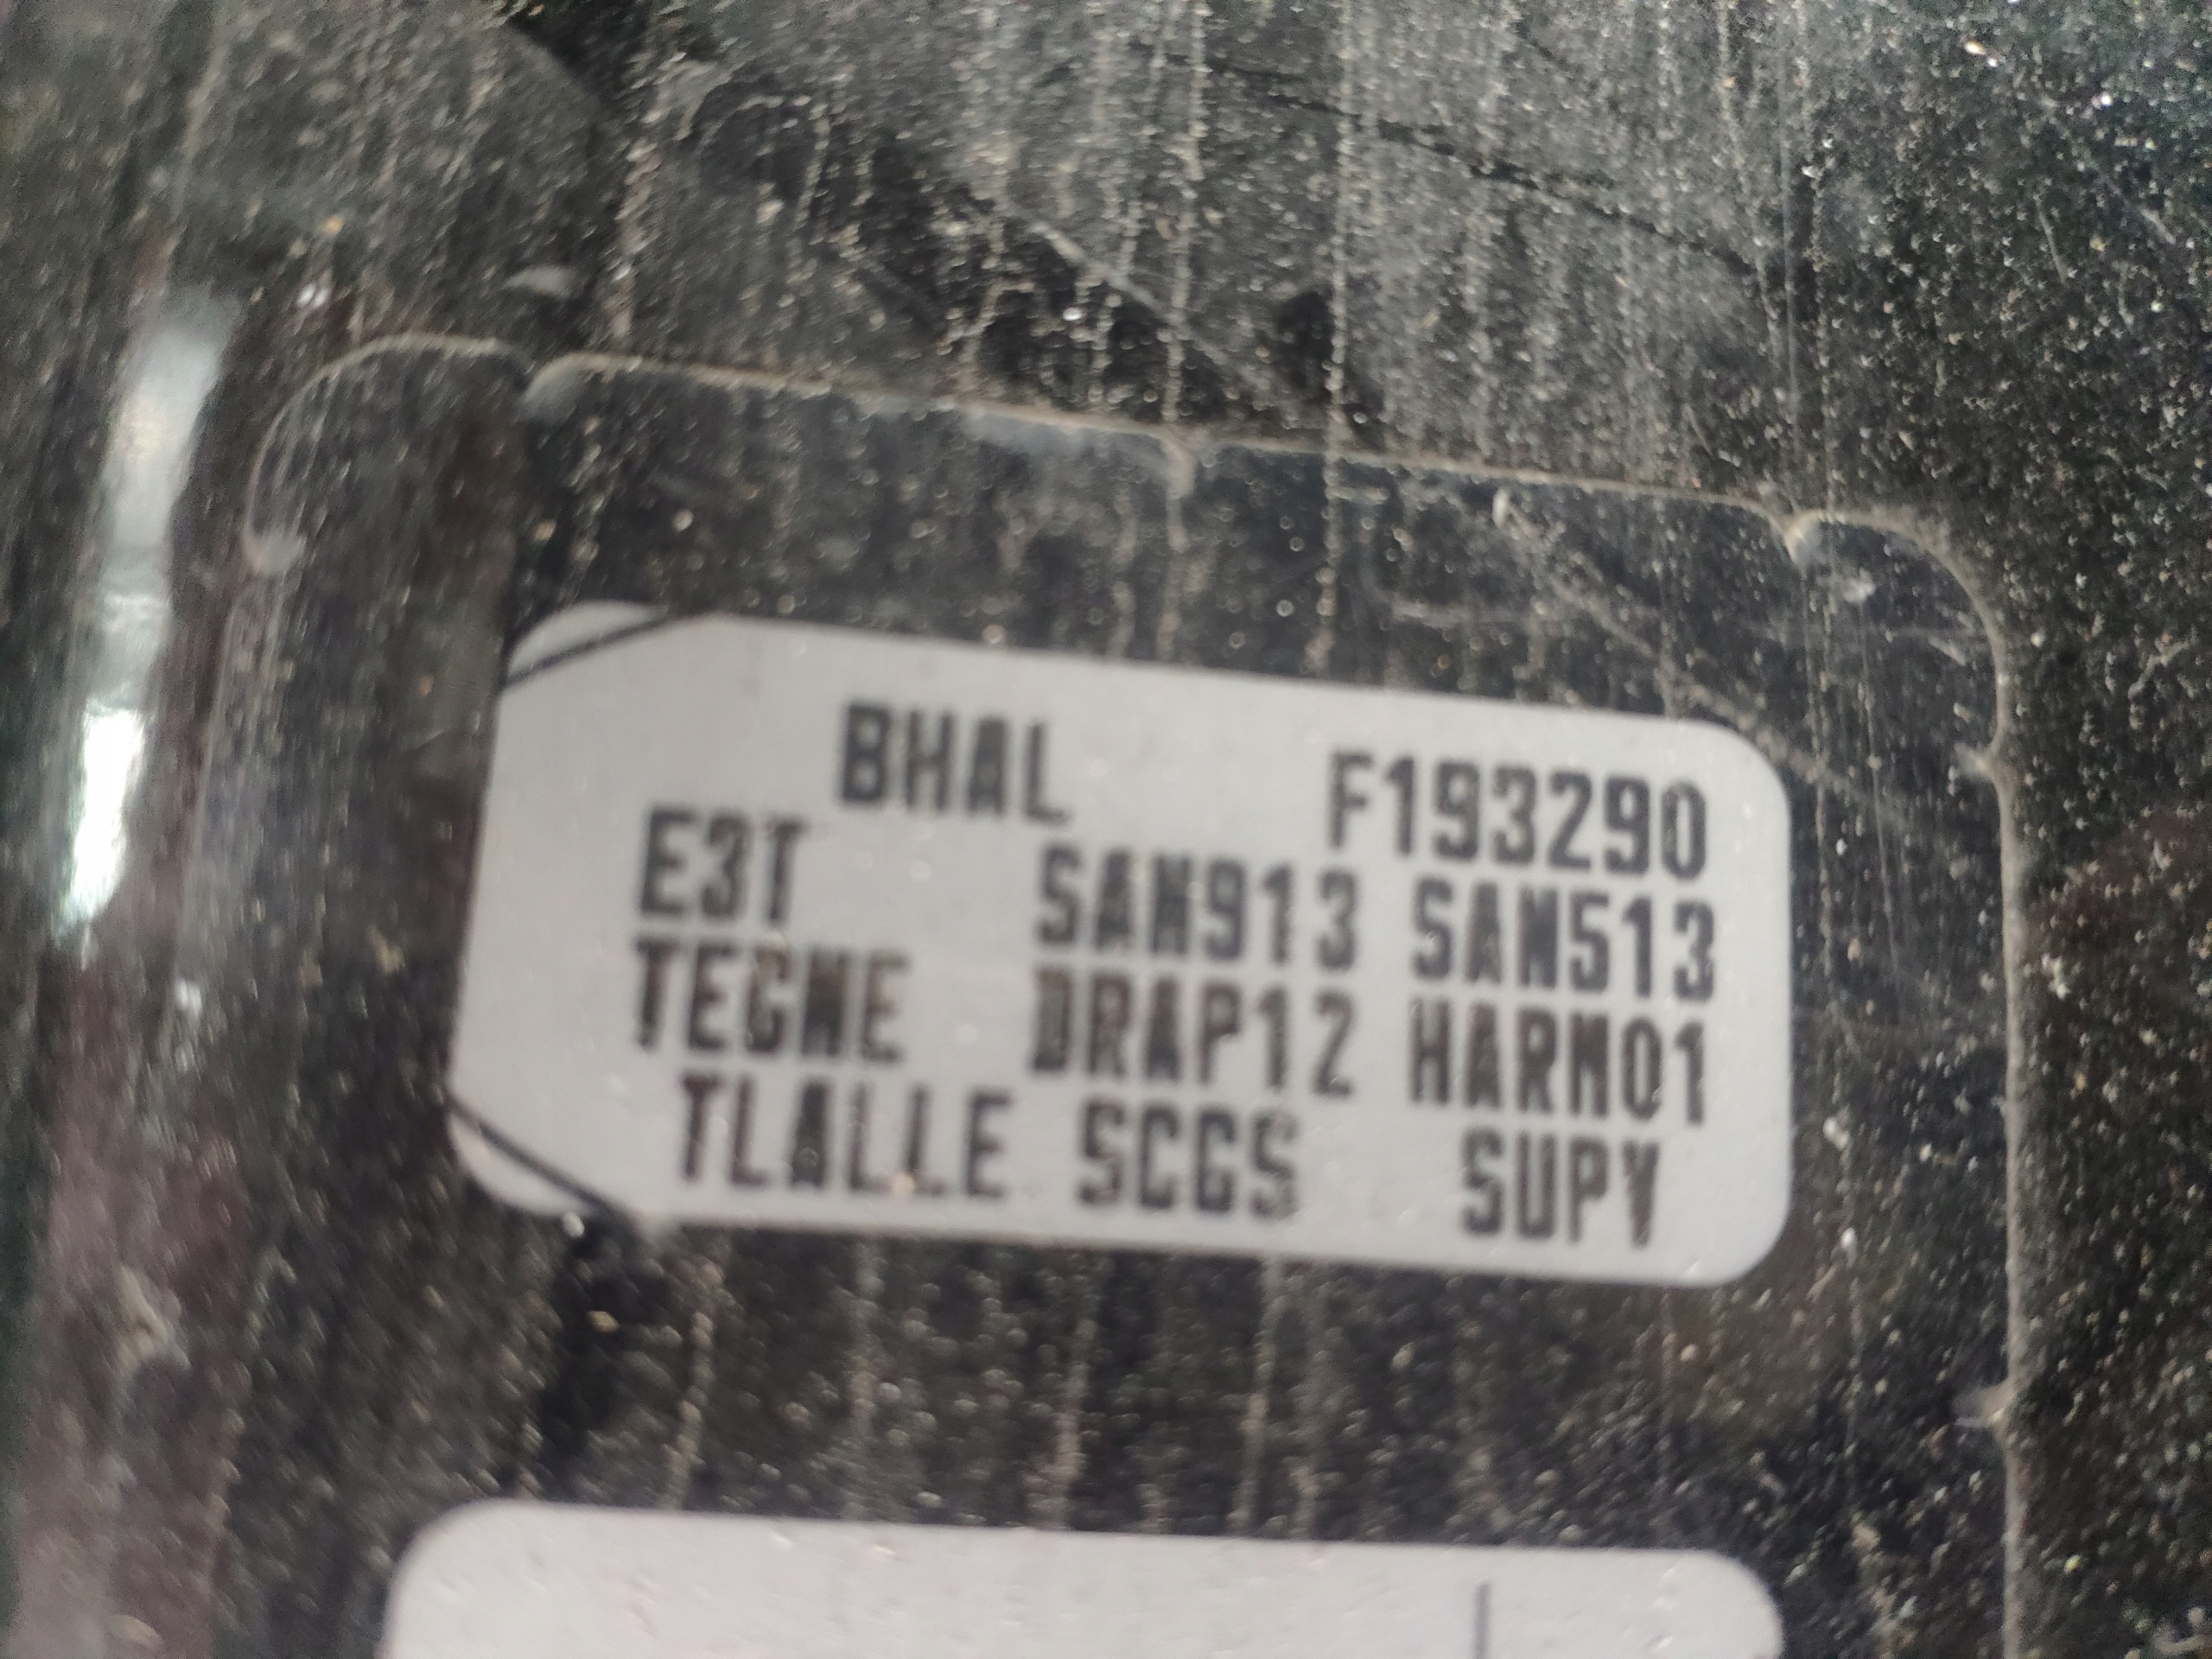 BHAL F193290
E3T SAN913 SAN513
TEGNE DRAP12 HARM01
TLALLE SCGS SUPV